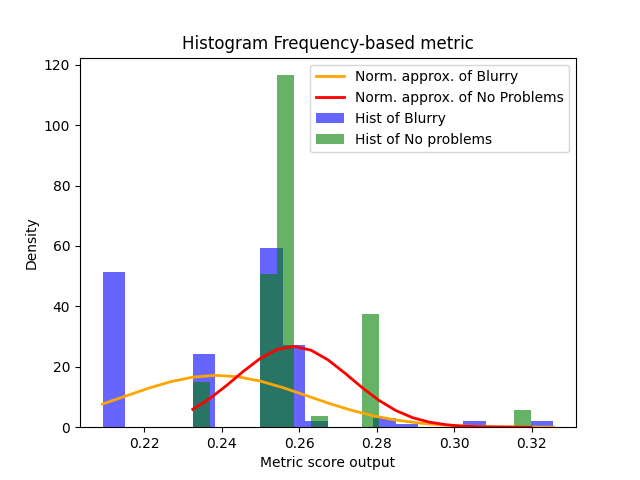 Histogram Frequency-based metric
Norm. approx. of Blurry
Norm. approx. of No Problems
Hist of Blurry
Hist of No problems
Density
120
100
80
60
40
20
0
0.22 0.24 0.26 0.28 0.30 0.32
Metric score output